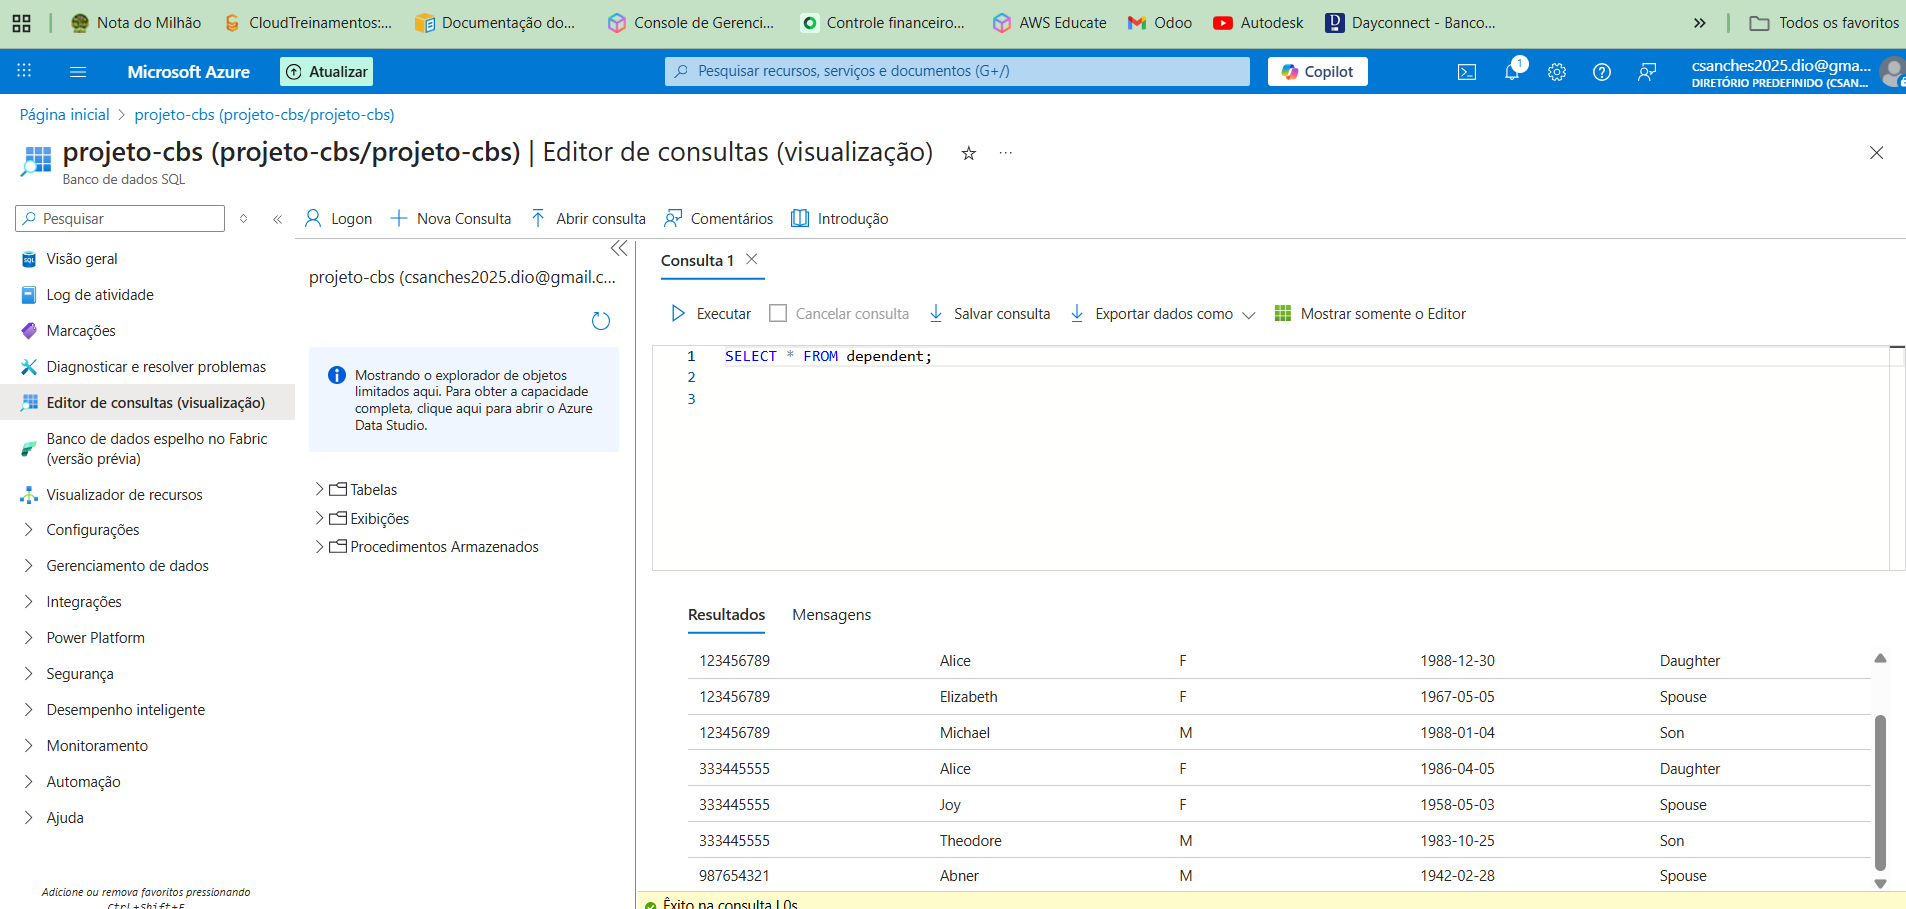 Nota do Milhão
CloudTreinamentos:...
Documentação do...
Console de Gerenci...
Controle financeiro...
AWS Educate
Odoo
Autodesk
Dayconnect - Banco...
Todos os favoritos
Microsoft Azure
Atualizar
Pesquisar recursos, serviços e documentos (G+/)
Copilot
1
csanches2025.dio@gma...
DIRETÓRIO PREDEFINIDO (CSAN...
Página inicial > projeto-cbs (projeto-cbs/projeto-cbs)
projeto-cbs (projeto-cbs/projeto-cbs) | Editor de consultas (visualização)
Banco de dados SQL
Pesquisar
Visão geral
Log de atividade
Marcações
Diagnosticar e resolver problemas
Editor de consultas (visualização)
Banco de dados espelho no Fabric
(versão prévia)
Visualizador de recursos
Configurações
Gerenciamento de dados
Integrações
Power Platform
Segurança
Desempenho inteligente
Monitoramento
Automação
Ajuda
Adicione ou remova favoritos pressionando
Ctrl+Shift+F
Logon
Nova Consulta
Abrir consulta
Comentários
Introdução
projeto-cbs (csanches2025.dio@gmail.c...
Mostrando o explorador de objetos
limitados aqui. Para obter a capacidade
completa, clique aqui para abrir o Azure
Data Studio.
Tabelas
Exibições
Procedimentos Armazenados
Consulta 1
Executar
Cancelar consulta
Salvar consulta
Exportar dados como
Mostrar somente o Editor
1 SELECT * FROM dependent;
2
3
Resultados
Mensagens
123456789 Alice F 1988-12-30 Daughter
123456789 Elizabeth F 1967-05-05 Spouse
123456789 Michael M 1988-01-04 Son
333445555 Alice F 1986-04-05 Daughter
333445555 Joy F 1958-05-03 Spouse
333445555 Theodore M 1983-10-25 Son
987654321 Abner M 1942-02-28 Spouse
Êxito na consulta | 0s